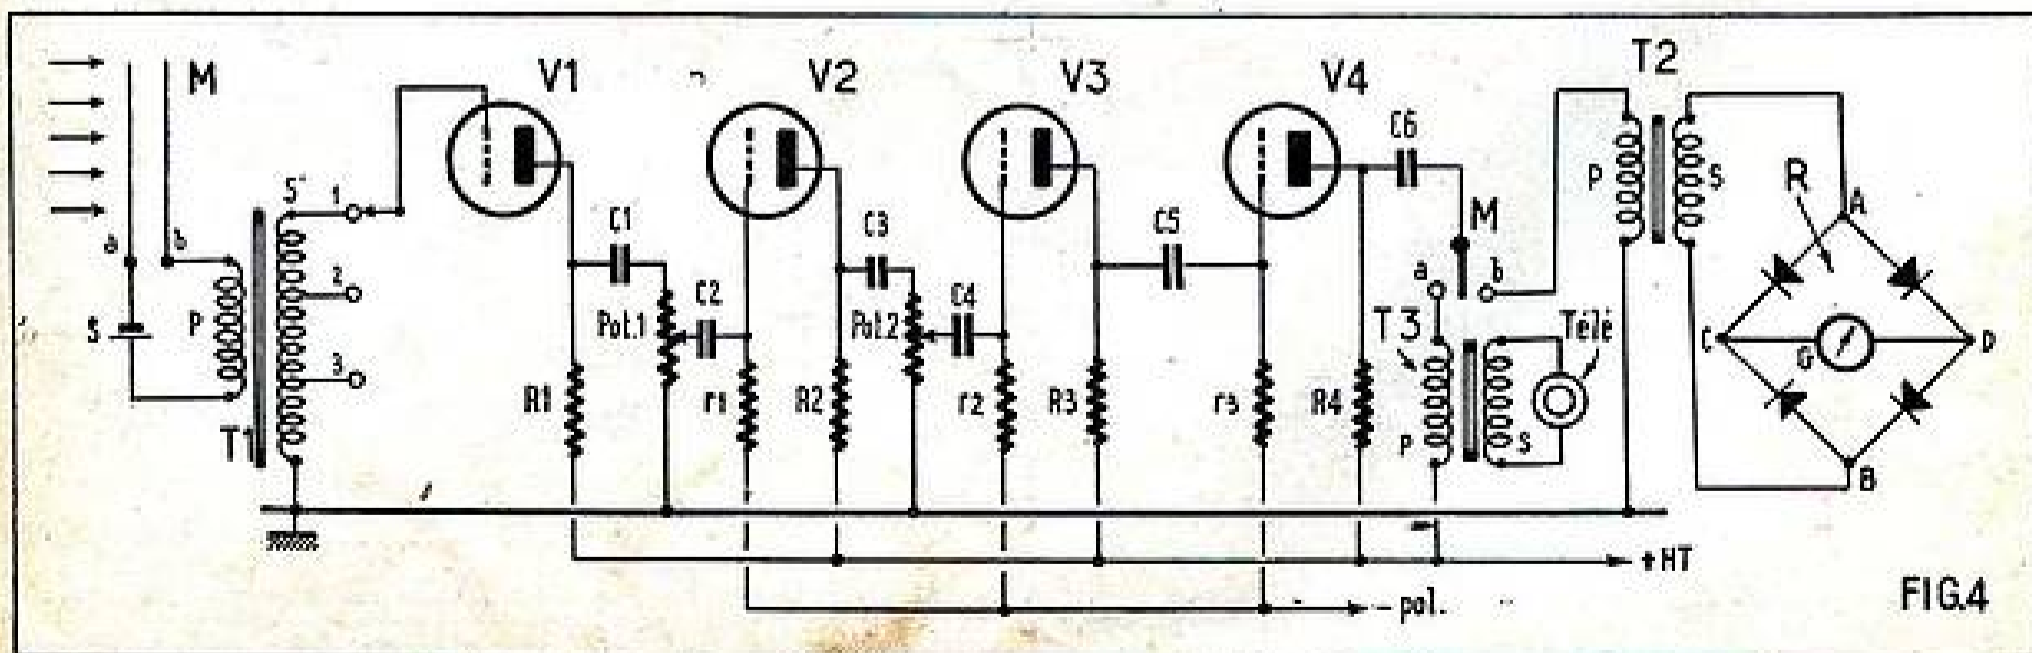 M
V1
V2
V3
V4
T2
C6
P
S
R
A
S
1
a
b
C1
C3
C5
M
2
C2
C4
a
b
S
P
Pot.1
Pot.2
T3
Télé
C
G
D
3
R1
r1
R2
r2
R3
r3
R4
T1
P
S
B
+ HT
- pol.
FIG.4